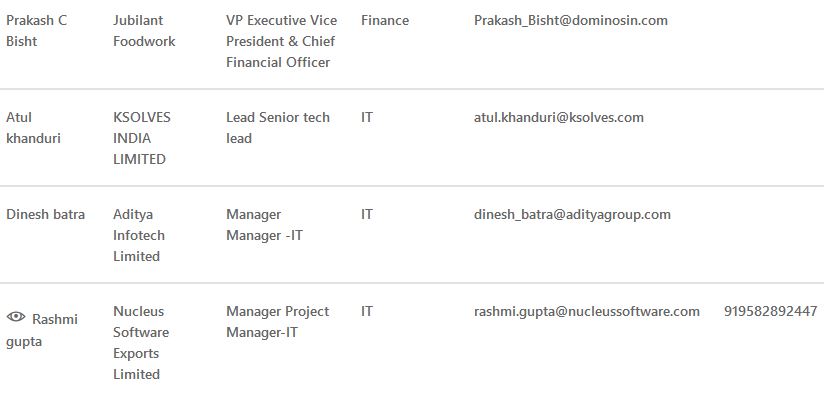 Prakash C Bisht
Jubilant Foodwork
VP Executive Vice President & Chief Financial Officer
Finance
Prakash_Bisht@dominosin.com
Atul khanduri
KSOLVES INDIA LIMITED
Lead Senior tech lead
IT
atul.khanduri@ksolves.com
Dinesh batra
Aditya Infotech Limited
Manager Manager -IT
IT
dinesh_batra@adityagroup.com
Rashmi gupta
Nucleus Software Exports Limited
Manager Project Manager-IT
IT
rashmi.gupta@nucleussoftware.com
919582892447